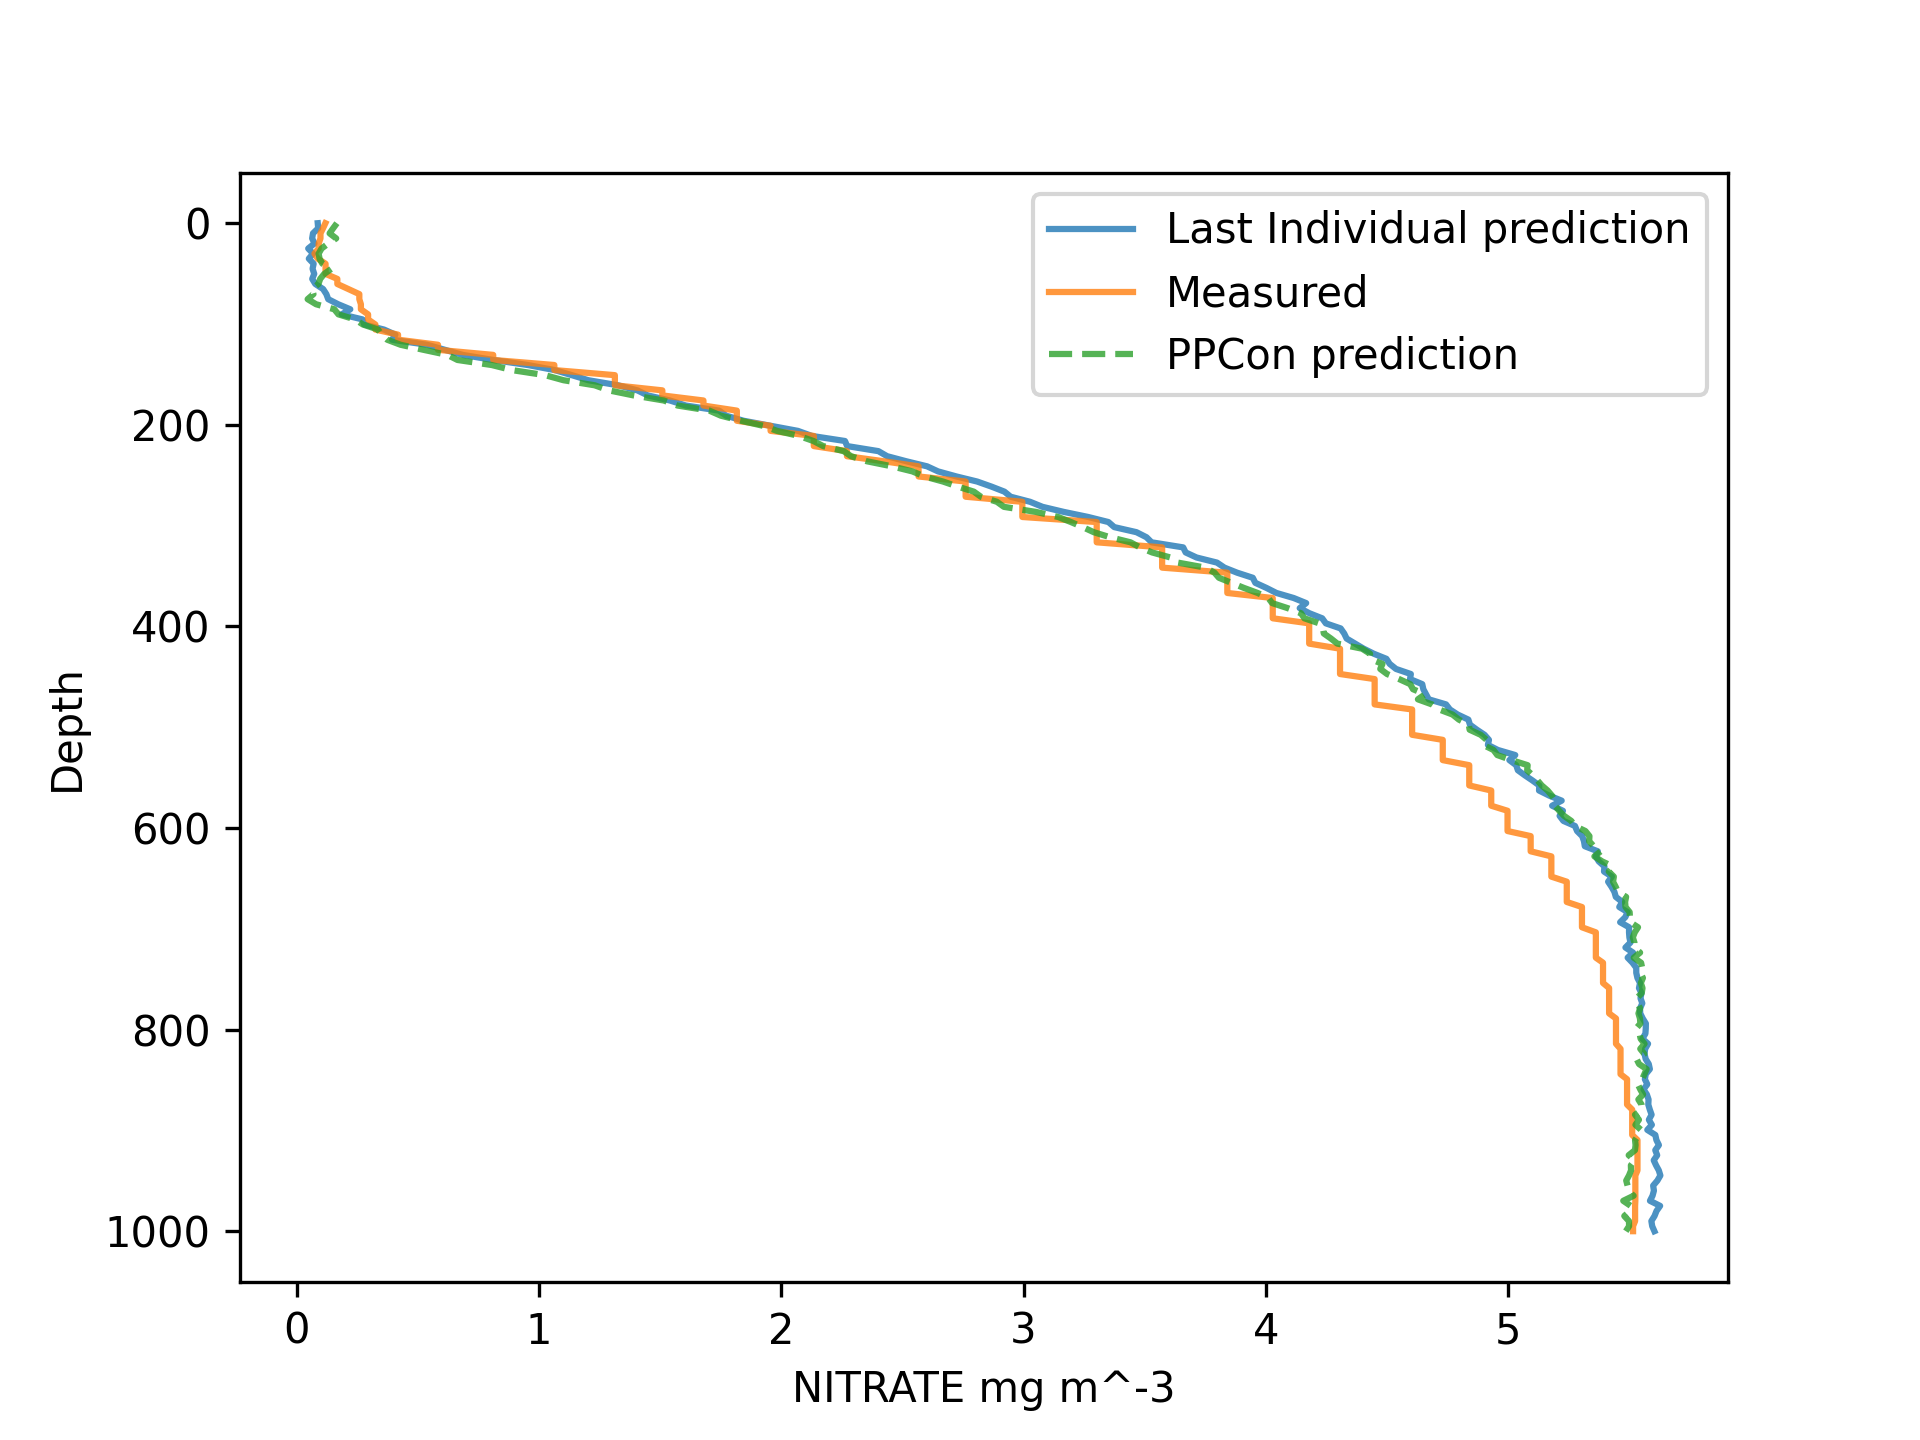 Last Individual prediction
Measured
PPCon prediction
0
200
400
600
800
1000
Depth
0 1 2 3 4 5
NITRATE mg m^-3